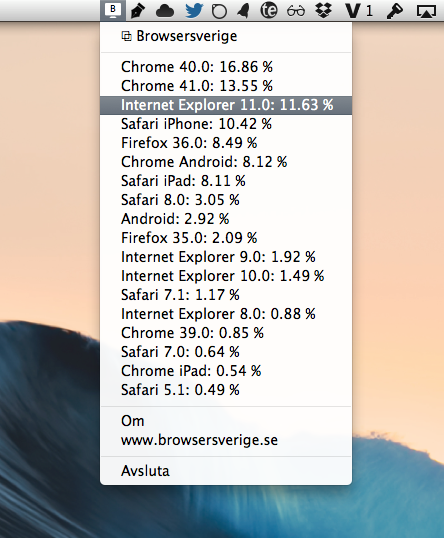 B
1
Browsersverige
Chrome 40.0: 16.86 %
Chrome 41.0: 13.55 %
Internet Explorer 11.0: 11.63 %
Safari iPhone: 10.42 %
Firefox 36.0: 8.49 %
Chrome Android: 8.12 %
Safari iPad: 8.11 %
Safari 8.0: 3.05 %
Android: 2.92 %
Firefox 35.0: 2.09 %
Internet Explorer 9.0: 1.92 %
Internet Explorer 10.0: 1.49 %
Safari 7.1: 1.17 %
Internet Explorer 8.0: 0.88 %
Chrome 39.0: 0.85 %
Safari 7.0: 0.64 %
Chrome iPad: 0.54 %
Safari 5.1: 0.49 %
Om
www.browsersverige.se
Avsluta